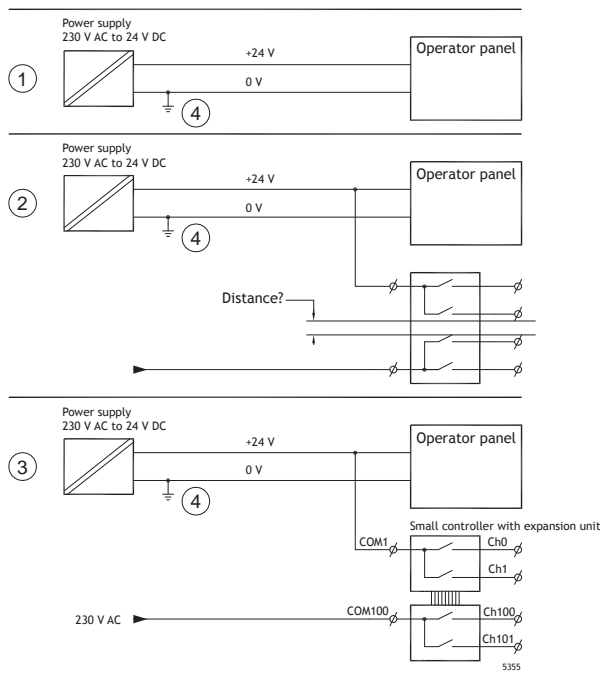 Power supply
230 V AC to 24 V DC
+24 V
Operator panel
1
0 V
4
Power supply
230 V AC to 24 V DC
+24 V
Operator panel
2
0 V
4
Distance?
Power supply
230 V AC to 24 V DC
+24 V
Operator panel
3
0 V
4
Small controller with expansion unit
COM1
Ch0
Ch1
230 V AC
COM100
Ch100
Ch101
5355